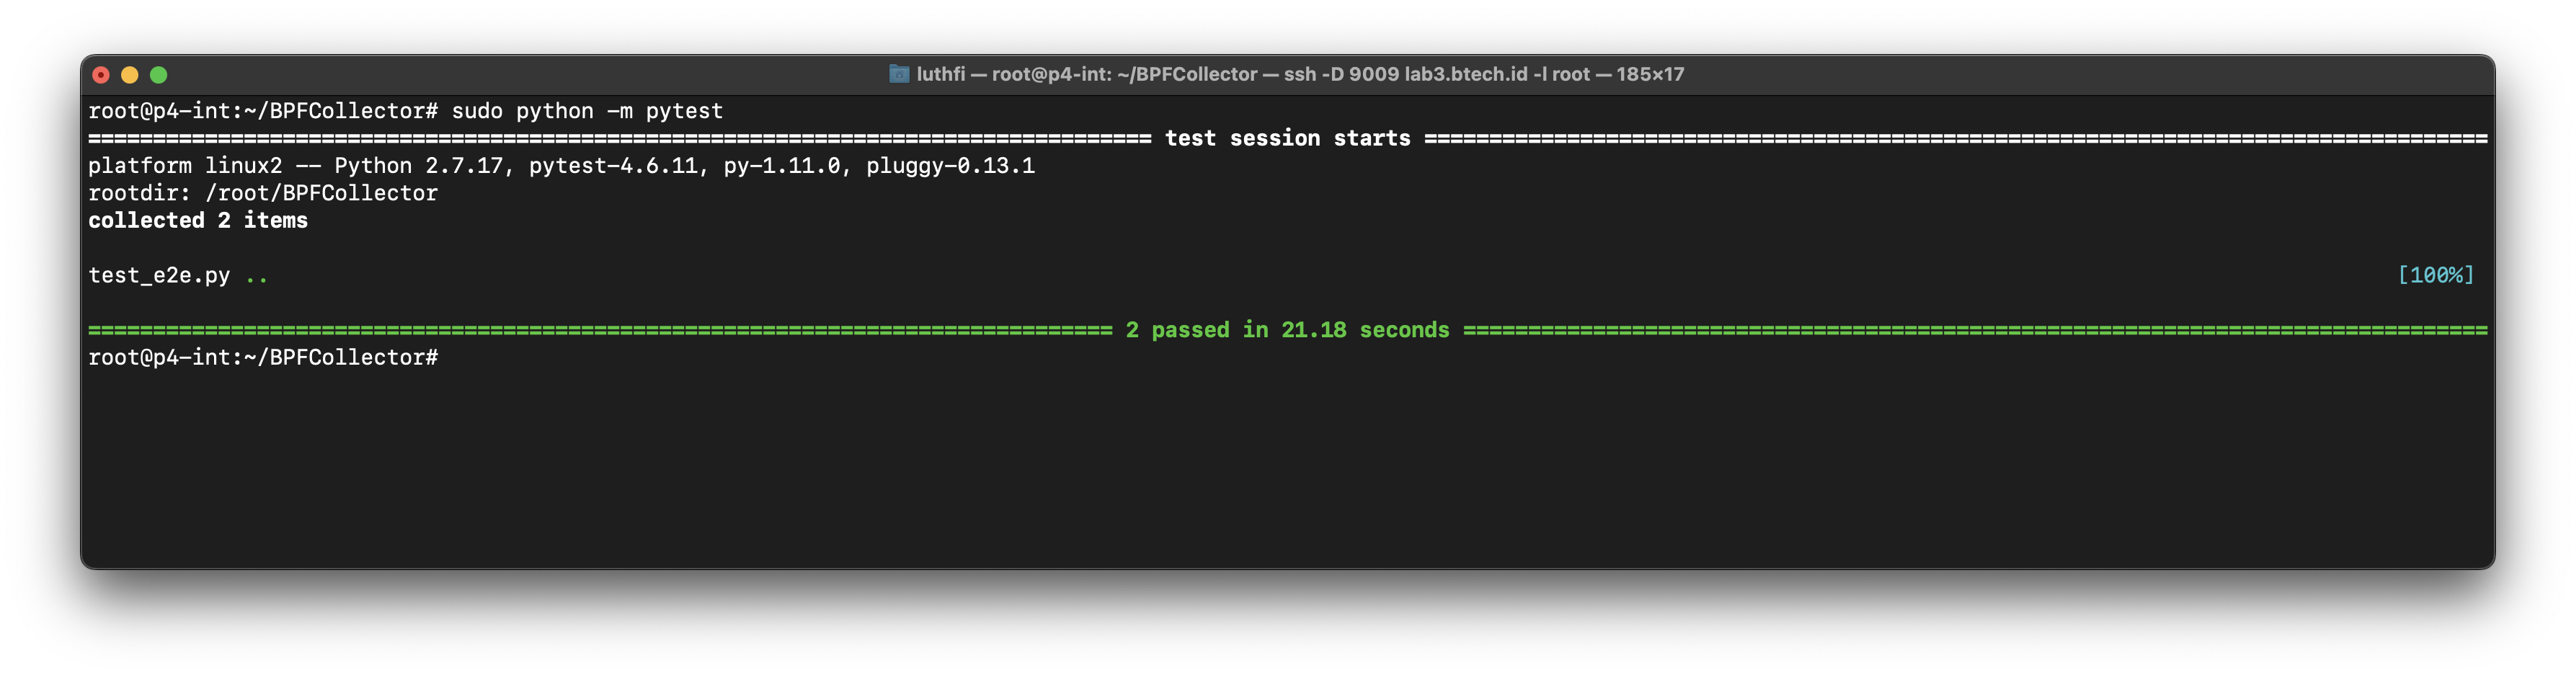 luthfi — root@p4-int: ~/BPFCollector — ssh -D 9009 lab3.btech.id -l root — 185×17
root@p4-int:~/BPFCollector# sudo python -m pytest
================================================================================== test session starts ==================================================================================
platform linux2 -- Python 2.7.17, pytest-4.6.11, py-1.11.0, pluggy-0.13.1
rootdir: /root/BPFCollector
collected 2 items
test_e2e.py .. [100%]
=============================================================================== 2 passed in 21.18 seconds ===============================================================================
root@p4-int:~/BPFCollector#